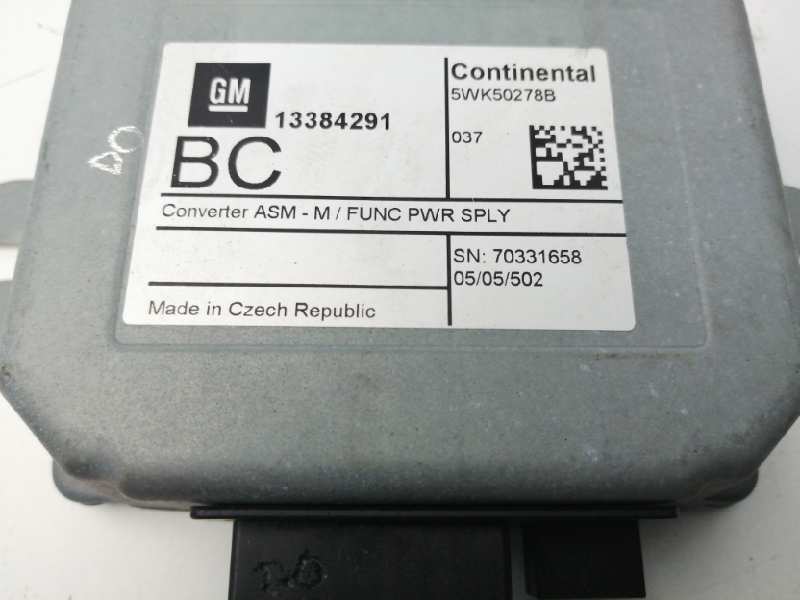 GM
13384291
BC
Continental
5WK50278B
037
Converter ASM - M / FUNC PWR SPLY
SN: 70331658
05/05/502
Made in Czech Republic